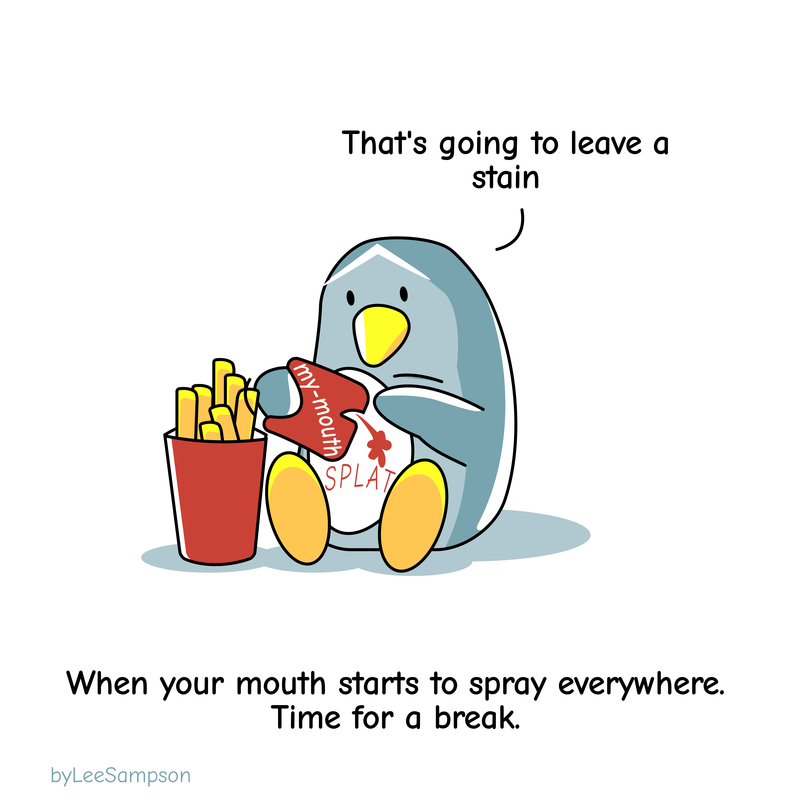 That's going to leave a
stain
my-mouth
SPLAT
When your mouth starts to spray everywhere.
Time for a break.
byLeeSampson